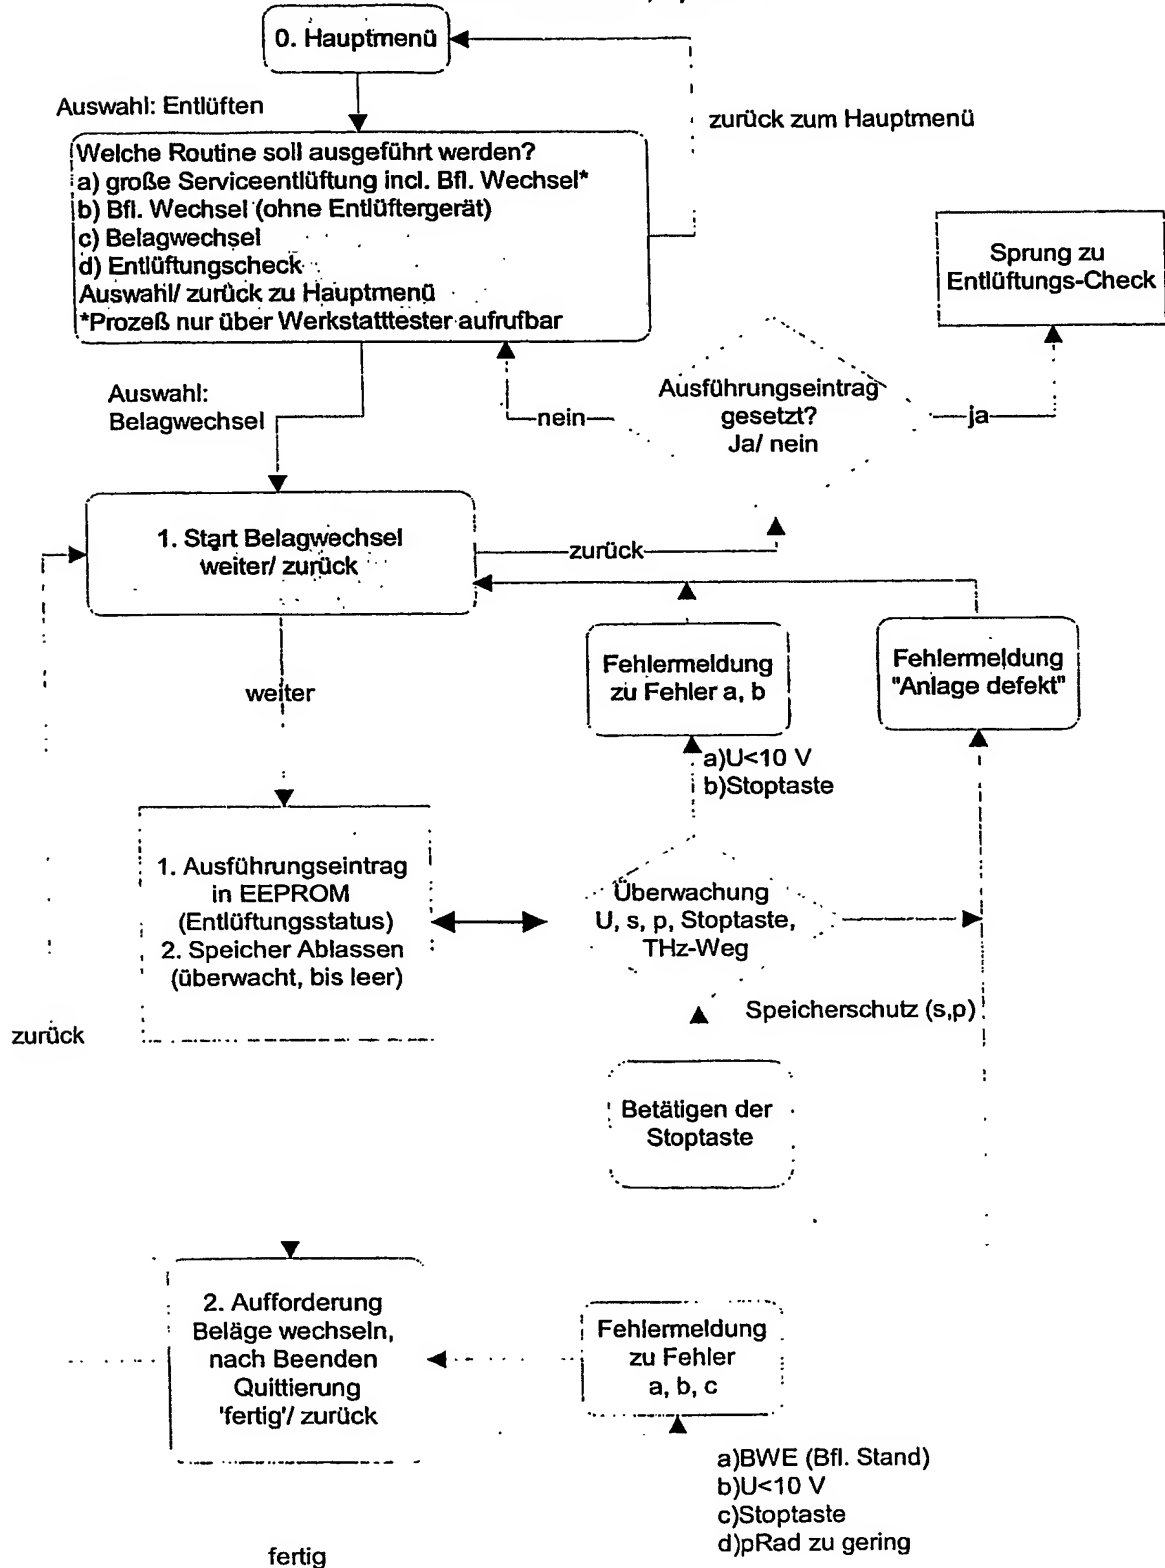 0. Hauptmenü
Auswahl: Entlüften
zurück zum Hauptmenü
Welche Routine soll ausgeführt werden?
a) große Serviceentlüftung incl. Bfl. Wechsel*
b) Bfl. Wechsel (ohne Entlüftergerät)
c) Belagwechsel
d) Entlüftungscheck
Auswahl/ zurück zu Hauptmenü
*Prozeß nur über Werkstatttester aufrufbar
Sprung zu
Entlüftungs-Check
Auswahl:
Belagwechsel
nein
Ausführungseintrag
gesetzt?
Ja/ nein
ja
1. Start Belagwechsel
weiter/ zurück
zurück
Fehlermeldung
zu Fehler a, b
Fehlermeldung
"Anlage defekt"
weiter
a)U<10 V
b)Stoptaste
1. Ausführungseintrag
in EEPROM
(Entlüftungsstatus)
2. Speicher Ablassen
(überwacht, bis leer)
Überwachung
U, s, p, Stoptaste,
THz-Weg
Speicherschutz (s,p)
zurück
Betätigen der
Stoptaste
2. Aufforderung
Beläge wechseln,
nach Beenden
Quittierung
'fertig'/ zurück
Fehlermeldung
zu Fehler
a, b, c
a)BWE (Bfl. Stand)
b)U<10 V
c)Stoptaste
d)pRad zu gering
fertig